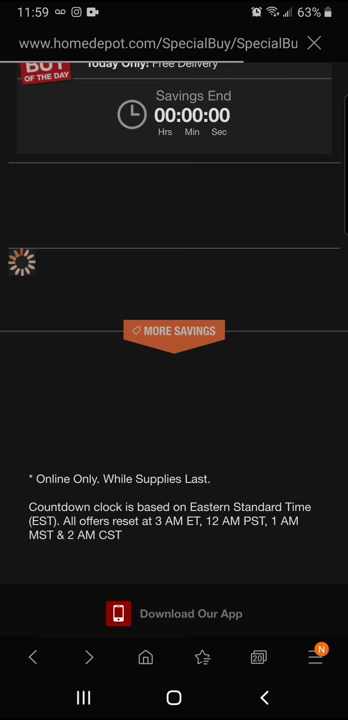 11:59
63%
www.homedepot.com/SpecialBuy/SpecialBu
BUY
OF THE DAY
Today Only! Free Delivery
Savings End
00:00:00
Hrs Min Sec
MORE SAVINGS
* Online Only. While Supplies Last.
Countdown clock is based on Eastern Standard Time
(EST). All offers reset at 3 AM ET, 12 AM PST, 1 AM
MST & 2 AM CST
Download Our App
20
N